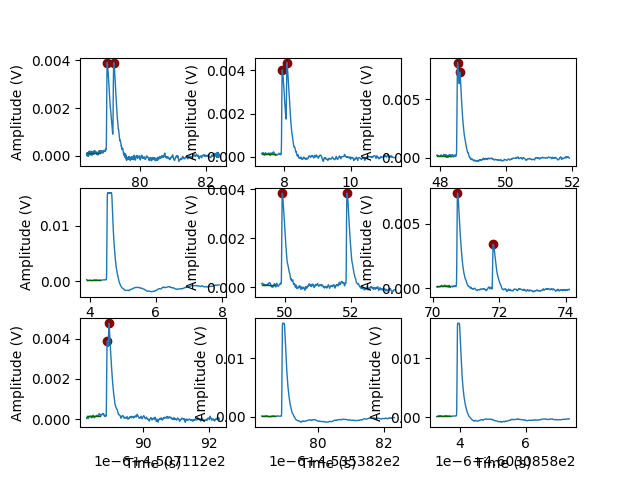 Amplitude (V)
0.004
0.002
0.000
80
82
Amplitude (V)
0.004
0.002
0.000
8
10
Amplitude (V)
0.005
0.000
48
50
52
Amplitude (V)
0.01
0.00
4
6
8
Amplitude (V)
0.004
0.002
0.000
50
52
Amplitude (V)
0.005
0.000
70
72
74
Amplitude (V)
0.004
0.002
0.000
90
92
Time (s)
1e−6+4.507112e2
Amplitude (V)
0.01
0.00
80
82
Time (s)
1e−6+4.535382e2
Amplitude (V)
0.01
0.00
4
6
Time (s)
1e−6+4.6030858e2